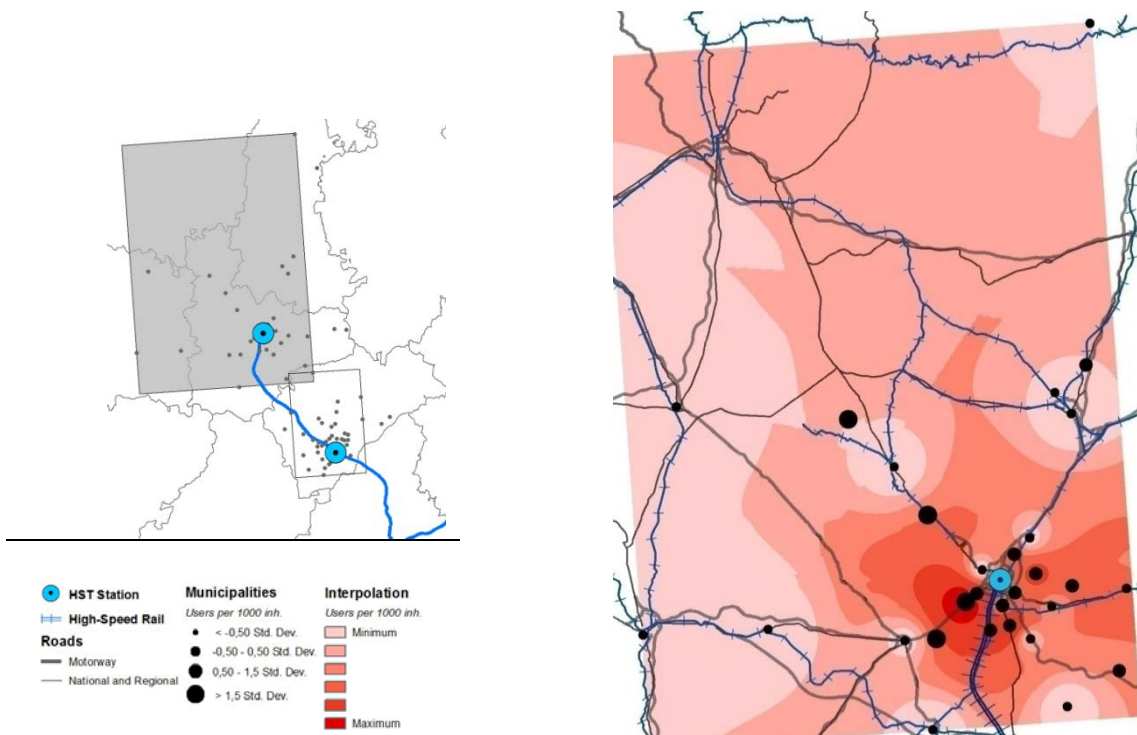 HST Station
High-Speed Rail
Roads
Motorway
National and Regional
Municipalities
Users per 1000 inh.
< -0,50 Std. Dev.
-0,50 - 0,50 Std. Dev.
0,50 - 1,5 Std. Dev.
> 1,5 Std. Dev.
Interpolation
Users per 1000 inh.
Minimum
Maximum